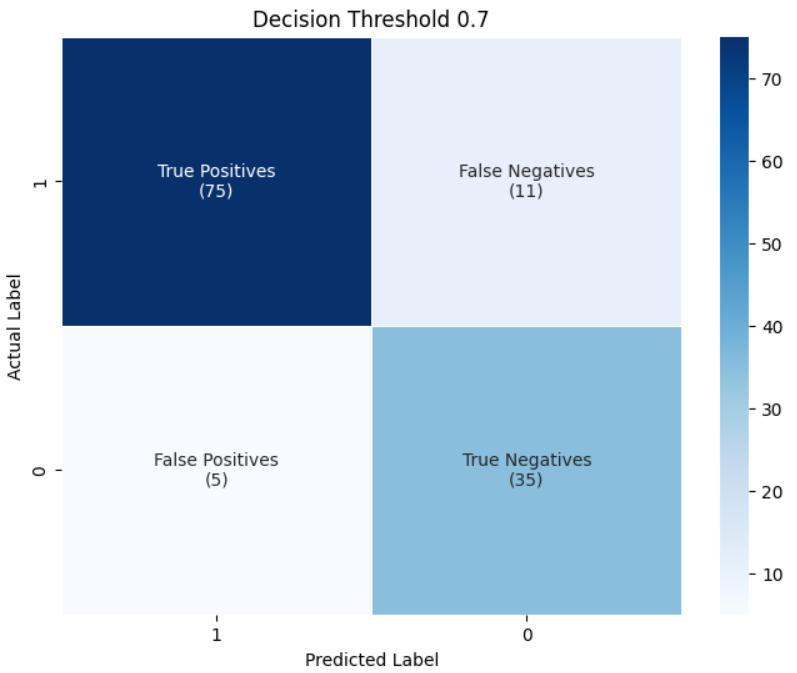 Decision Threshold 0.7
True Positives
(75)
False Negatives
(11)
False Positives
(5)
True Negatives
(35)
Actual Label
1
0
1
0
Predicted Label
70
60
50
40
30
20
10